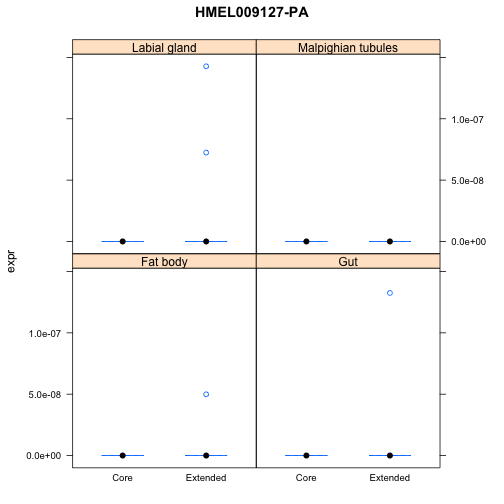 HMEL009127-PA
Labial gland
Malpighian tubules
1.0e-07
5.0e-08
0.0e+00
expr
Fat body
Gut
1.0e-07
5.0e-08
0.0e+00
Core
Extended
Core
Extended